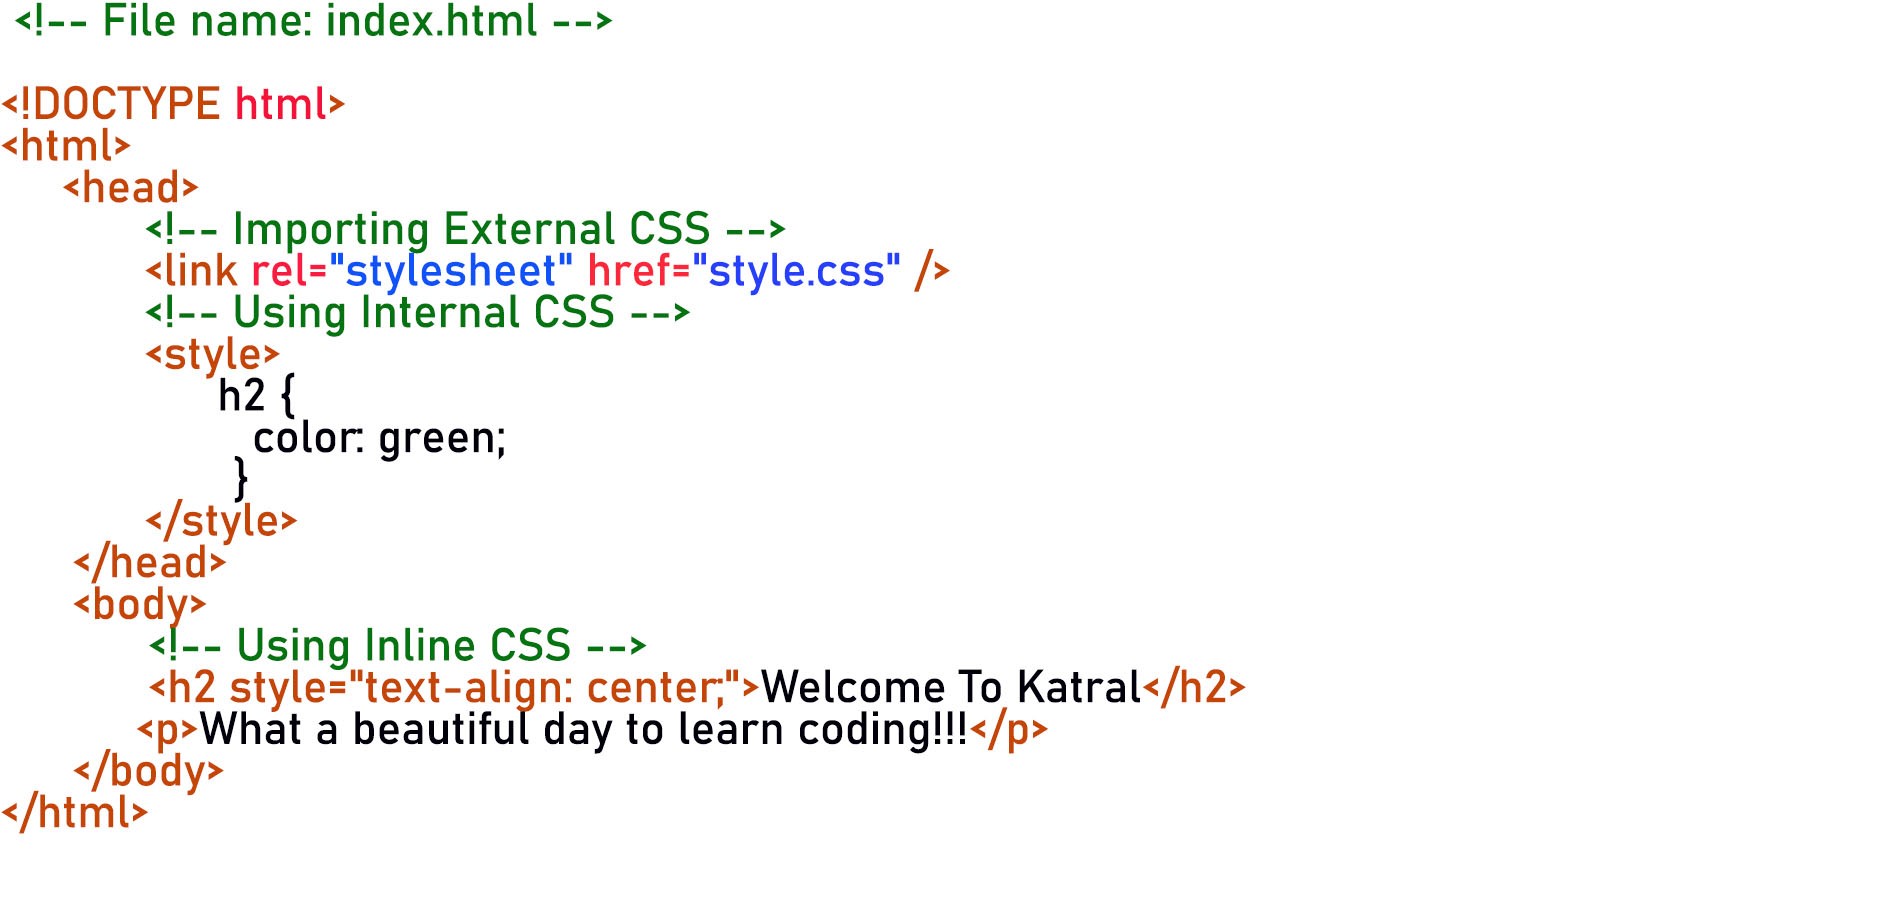 <!-- File name: index.html -->
<!DOCTYPE html>
<html>
<head>
<!-- Importing External CSS -->
<link rel="stylesheet" href="style.css" />
<!-- Using Internal CSS -->
<style>
h2 {
color: green;
}
</style>
</head>
<body>
<!-- Using Inline CSS -->
<h2 style="text-align: center;">Welcome To Katral</h2>
<p>What a beautiful day to learn coding!!!</p>
</body>
</html>